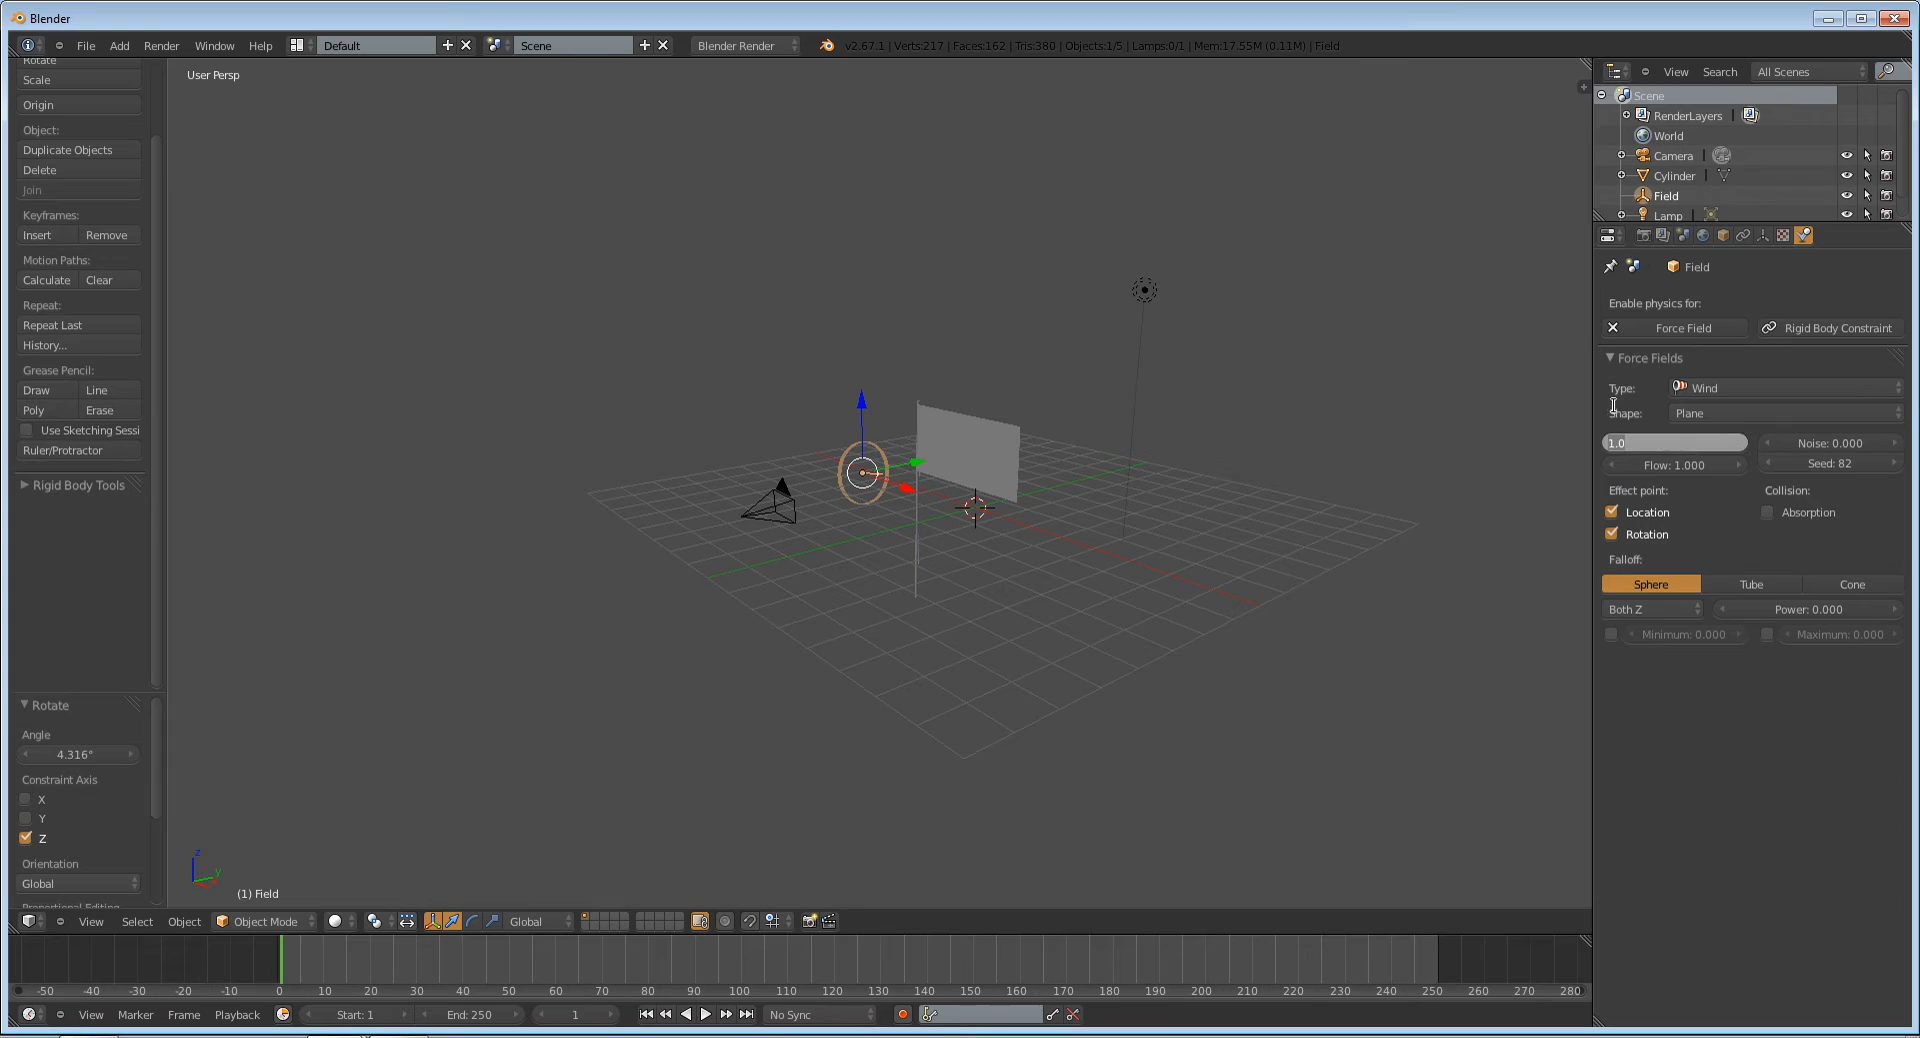 Blender
File Add Render Window Help Default Scene Blender Render v2.67.1 | Verts:217 | Faces:162 | Tris:380 | Objects:1/5 | Lamps:0/1 | Mem:17.55M (0.11M) | Field
Rotate
Scale
Origin
Object:
Duplicate Objects
Delete
Join
Keyframes:
Insert Remove
Motion Paths:
Calculate Clear
Repeat:
Repeat Last
History...
Grease Pencil:
Draw Line
Poly Erase
Use Sketching Sessi
Ruler/Protractor
Rigid Body Tools
Rotate
Angle
4.316°
Constraint Axis
X
Y
Z
Orientation
Global
Proportional Editing
User Persp
z
y
(1) Field
View Select Object Object Mode Global
-50 -40 -30 -20 -10 0 10 20 30 40 50 60 70 80 90 100 110 120 130 140 150 160 170 180 190 200 210 220 230 240 250 260 270 280
View Marker Frame Playback Start: 1 End: 250 1 No Sync
View Search All Scenes
Scene
RenderLayers
World
Camera
Cylinder
Field
Lamp
Field
Enable physics for:
Force Field Rigid Body Constraint
Force Fields
Type: Wind
Shape: Plane
1.0 Noise: 0.000
Flow: 1.000 Seed: 82
Effect point: Collision:
Location Absorption
Rotation
Falloff:
Sphere Tube Cone
Both Z Power: 0.000
Minimum: 0.000 Maximum: 0.000